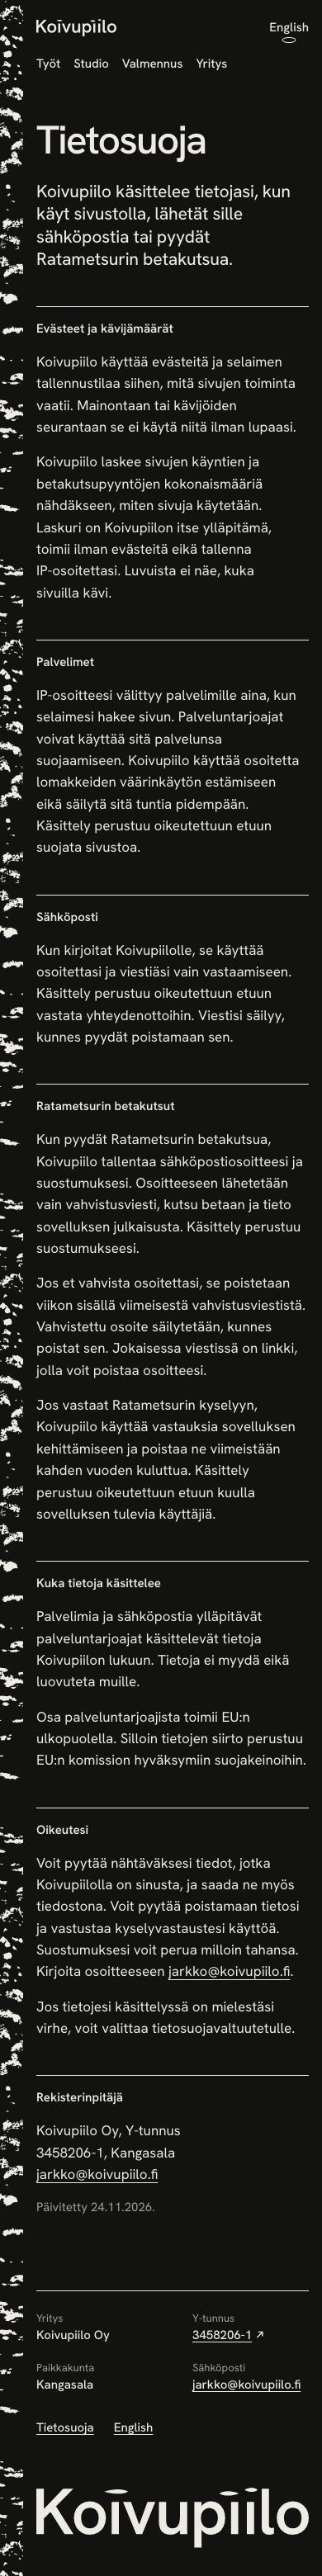 Koivupiilo
English
Työt Studio Valmennus Yritys
Tietosuoja
Koivupiilo käsittelee tietojasi, kun
käyt sivustolla, lähetät sille
sähköpostia tai pyydät
Ratametsurin betakutsua.
Evästeet ja kävijämäärät
Koivupiilo käyttää evästeitä ja selaimen
tallennustilaa siihen, mitä sivujen toiminta
vaatii. Mainontaan tai kävijöiden
seurantaan se ei käytä niitä ilman lupaasi.
Koivupiilo laskee sivujen käyntien ja
betakutsupyyntöjen kokonaismääriä
nähdäkseen, miten sivuja käytetään.
Laskuri on Koivupiilon itse ylläpitämä,
toimii ilman evästeitä eikä tallenna
IP-osoitettasi. Luvuista ei näe, kuka
sivuilla kävi.
Palvelimet
IP-osoitteesi välittyy palvelimille aina, kun
selaimesi hakee sivun. Palveluntarjoajat
voivat käyttää sitä palvelunsa
suojaamiseen. Koivupiilo käyttää osoitetta
lomakkeiden väärinkäytön estämiseen
eikä säilytä sitä tuntia pidempään.
Käsittely perustuu oikeutettuun etuun
suojata sivustoa.
Sähköposti
Kun kirjoitat Koivupiilolle, se käyttää
osoitettasi ja viestiäsi vain vastaamiseen.
Käsittely perustuu oikeutettuun etuun
vastata yhteydenottoihin. Viestisi säilyy,
kunnes pyydät poistamaan sen.
Ratametsurin betakutsut
Kun pyydät Ratametsurin betakutsua,
Koivupiilo tallentaa sähköpostiosoitteesi ja
suostumuksesi. Osoitteeseen lähetetään
vain vahvistusviesti, kutsu betaan ja tieto
sovelluksen julkaisusta. Käsittely perustuu
suostumukseesi.
Jos et vahvista osoitettasi, se poistetaan
viikon sisällä viimeisestä vahvistusviestistä.
Vahvistettu osoite säilytetään, kunnes
poistat sen. Jokaisessa viestissä on linkki,
jolla voit poistaa osoitteesi.
Jos vastaat Ratametsurin kyselyyn,
Koivupiilo käyttää vastauksia sovelluksen
kehittämiseen ja poistaa ne viimeistään
kahden vuoden kuluttua. Käsittely
perustuu oikeutettuun etuun kuulla
sovelluksen tulevia käyttäjiä.
Kuka tietoja käsittelee
Palvelimia ja sähköpostia ylläpitävät
palveluntarjoajat käsittelevät tietoja
Koivupiilon lukuun. Tietoja ei myydä eikä
luovuteta muille.
Osa palveluntarjoajista toimii EU:n
ulkopuolella. Silloin tietojen siirto perustuu
EU:n komission hyväksymiin suojakeinoihin.
Oikeutesi
Voit pyytää nähtäväksesi tiedot, jotka
Koivupiilolla on sinusta, ja saada ne myös
tiedostona. Voit pyytää poistamaan tietosi
ja vastustaa kyselyvastaustesi käyttöä.
Suostumuksesi voit perua milloin tahansa.
Kirjoita osoitteeseen jarkko@koivupiilo.fi.
Jos tietojesi käsittelyssä on mielestäsi
virhe, voit valittaa tietosuojavaltuutetulle.
Rekisterinpitäjä
Koivupiilo Oy, Y-tunnus
3458206-1, Kangasala
jarkko@koivupiilo.fi
Päivitetty 24.11.2026.
Yritys
Koivupiilo Oy
Y-tunnus
3458206-1 ↗
Paikkakunta
Kangasala
Sähköposti
jarkko@koivupiilo.fi
Tietosuoja English
Koivupiilo